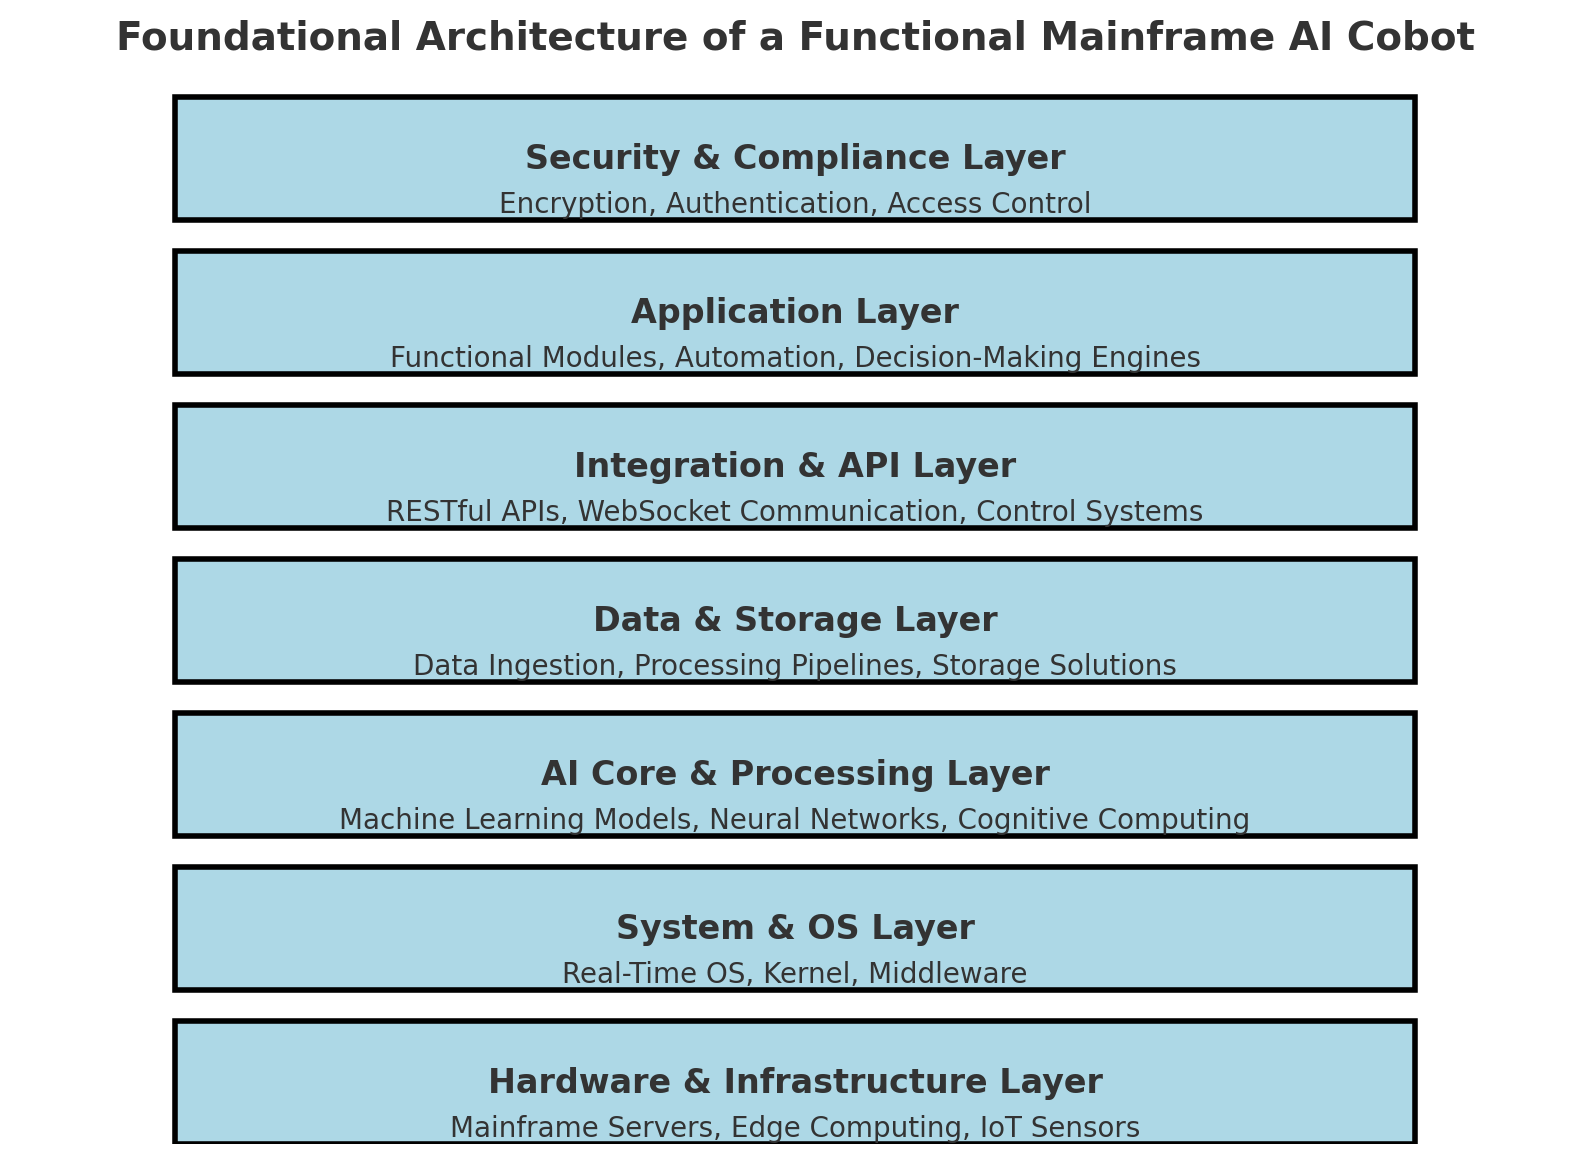 Foundational Architecture of a Functional Mainframe AI Cobot
Security & Compliance Layer
Encryption, Authentication, Access Control
Application Layer
Functional Modules, Automation, Decision-Making Engines
Integration & API Layer
RESTful APIs, WebSocket Communication, Control Systems
Data & Storage Layer
Data Ingestion, Processing Pipelines, Storage Solutions
AI Core & Processing Layer
Machine Learning Models, Neural Networks, Cognitive Computing
System & OS Layer
Real-Time OS, Kernel, Middleware
Hardware & Infrastructure Layer
Mainframe Servers, Edge Computing, IoT Sensors